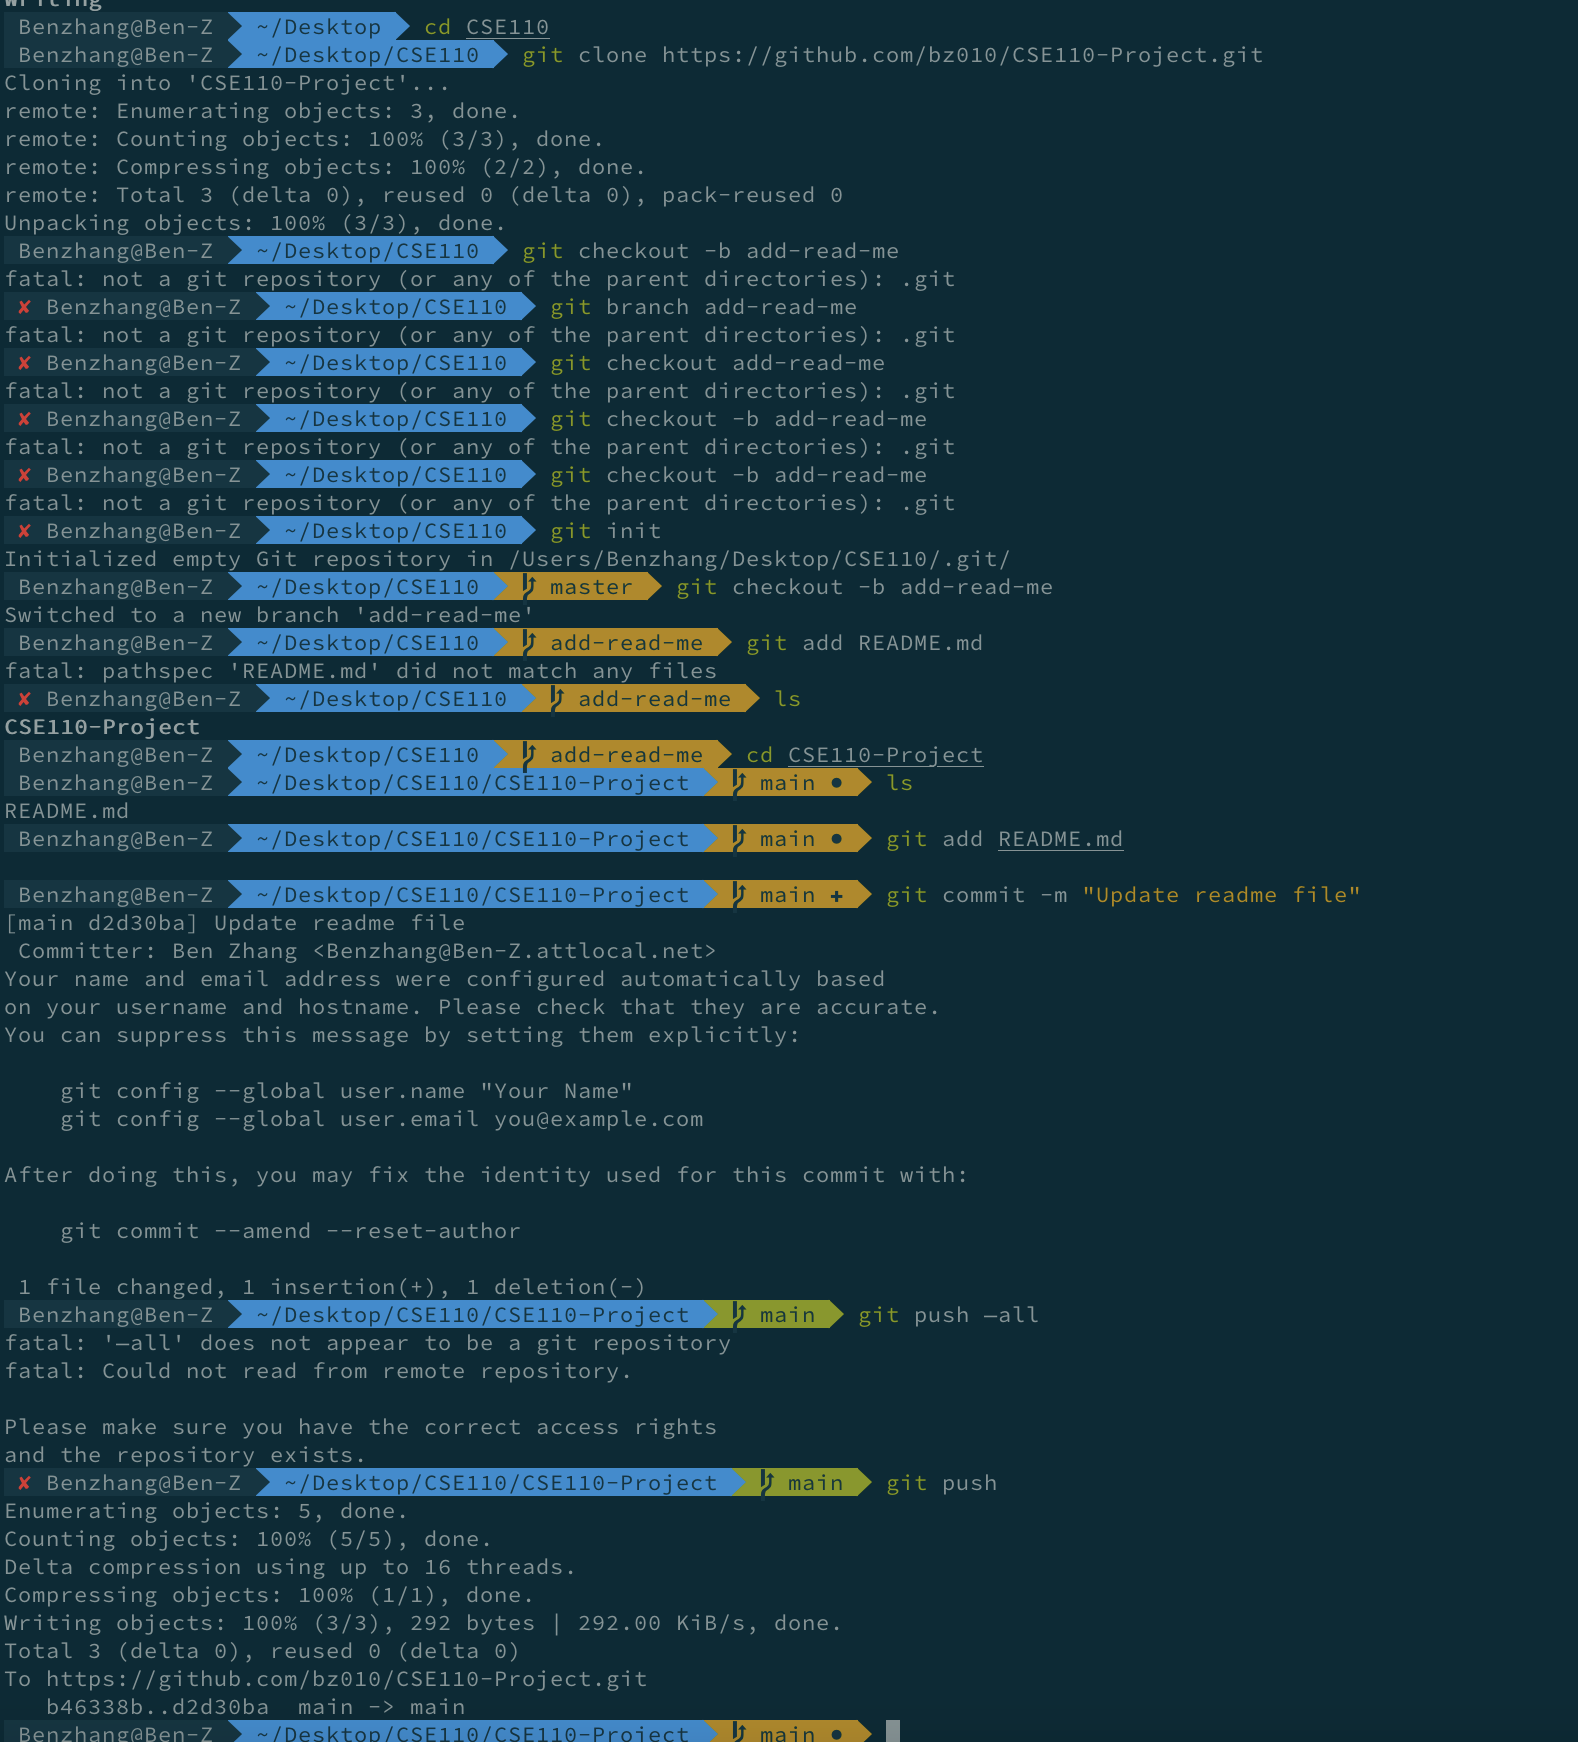 Writing
Benzhang@Ben-Z ~/Desktop cd CSE110
Benzhang@Ben-Z ~/Desktop/CSE110 git clone https://github.com/bz010/CSE110-Project.git
Cloning into 'CSE110-Project'...
remote: Enumerating objects: 3, done.
remote: Counting objects: 100% (3/3), done.
remote: Compressing objects: 100% (2/2), done.
remote: Total 3 (delta 0), reused 0 (delta 0), pack-reused 0
Unpacking objects: 100% (3/3), done.
Benzhang@Ben-Z ~/Desktop/CSE110 git checkout -b add-read-me
fatal: not a git repository (or any of the parent directories): .git
✘ Benzhang@Ben-Z ~/Desktop/CSE110 git branch add-read-me
fatal: not a git repository (or any of the parent directories): .git
✘ Benzhang@Ben-Z ~/Desktop/CSE110 git checkout add-read-me
fatal: not a git repository (or any of the parent directories): .git
✘ Benzhang@Ben-Z ~/Desktop/CSE110 git checkout -b add-read-me
fatal: not a git repository (or any of the parent directories): .git
✘ Benzhang@Ben-Z ~/Desktop/CSE110 git checkout -b add-read-me
fatal: not a git repository (or any of the parent directories): .git
✘ Benzhang@Ben-Z ~/Desktop/CSE110 git init
Initialized empty Git repository in /Users/Benzhang/Desktop/CSE110/.git/
Benzhang@Ben-Z ~/Desktop/CSE110 master git checkout -b add-read-me
Switched to a new branch 'add-read-me'
Benzhang@Ben-Z ~/Desktop/CSE110 add-read-me git add README.md
fatal: pathspec 'README.md' did not match any files
✘ Benzhang@Ben-Z ~/Desktop/CSE110 add-read-me ls
CSE110-Project
Benzhang@Ben-Z ~/Desktop/CSE110 add-read-me cd CSE110-Project
Benzhang@Ben-Z ~/Desktop/CSE110/CSE110-Project main ● ls
README.md
Benzhang@Ben-Z ~/Desktop/CSE110/CSE110-Project main ● git add README.md
Benzhang@Ben-Z ~/Desktop/CSE110/CSE110-Project main ✚ git commit -m "Update readme file"
[main d2d30ba] Update readme file
Committer: Ben Zhang <Benzhang@Ben-Z.attlocal.net>
Your name and email address were configured automatically based
on your username and hostname. Please check that they are accurate.
You can suppress this message by setting them explicitly:
git config --global user.name "Your Name"
git config --global user.email you@example.com
After doing this, you may fix the identity used for this commit with:
git commit --amend --reset-author
1 file changed, 1 insertion(+), 1 deletion(-)
Benzhang@Ben-Z ~/Desktop/CSE110/CSE110-Project main git push —all
fatal: '—all' does not appear to be a git repository
fatal: Could not read from remote repository.
Please make sure you have the correct access rights
and the repository exists.
✘ Benzhang@Ben-Z ~/Desktop/CSE110/CSE110-Project main git push
Enumerating objects: 5, done.
Counting objects: 100% (5/5), done.
Delta compression using up to 16 threads.
Compressing objects: 100% (1/1), done.
Writing objects: 100% (3/3), 292 bytes | 292.00 KiB/s, done.
Total 3 (delta 0), reused 0 (delta 0)
To https://github.com/bz010/CSE110-Project.git
b46338b..d2d30ba  main -> main
Benzhang@Ben-Z ~/Desktop/CSE110/CSE110-Project main ●